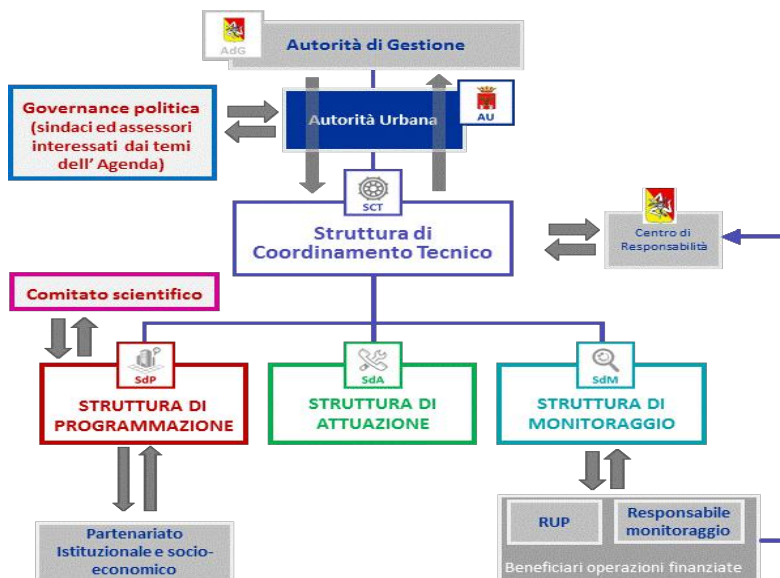 AdG
Autorità di Gestione
Governance politica
(sindaci ed assessori
interessati dai temi
dell' Agenda)
Autorità Urbana
AU
SCT
Struttura di
Coordinamento Tecnico
Centro di
Responsabilità
Comitato scientifico
SdP
STRUTTURA DI
PROGRAMMAZIONE
SdA
STRUTTURA DI
ATTUAZIONE
SdM
STRUTTURA DI
MONITORAGGIO
Partenariato
Istituzionale e socio-
economico
RUP
Responsabile
monitoraggio
Beneficiari operazioni finanziate